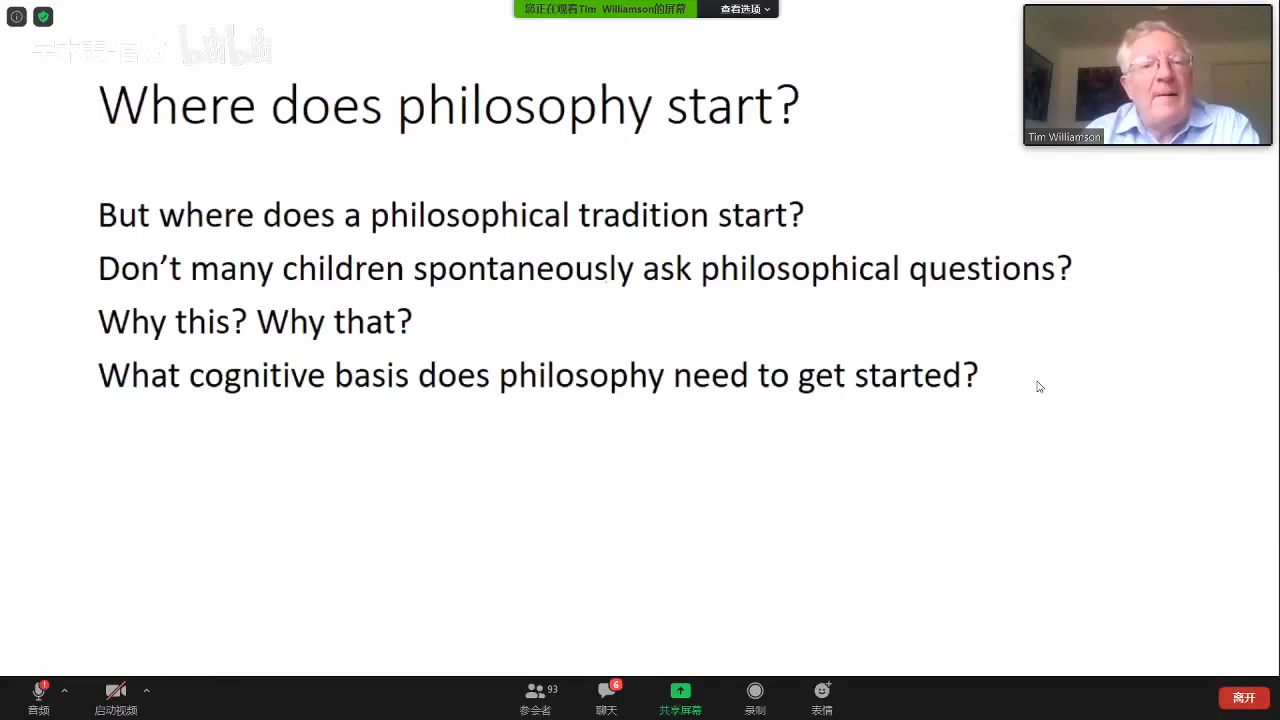 您正在观看Tim Williamson的屏幕 查看选项
bilibili
Where does philosophy start?
Tim Williamson
But where does a philosophical tradition start?
Don't many children spontaneously ask philosophical questions?
Why this? Why that?
What cognitive basis does philosophy need to get started?
音频
启动视频
93
参会者
6
聊天
共享屏幕
录制
表情
离开